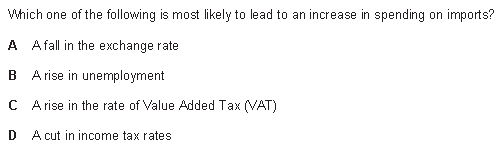 Which one of the following is most likely to lead to an increase in spending on imports?
A A fall in the exchange rate
B A rise in unemployment
C A rise in the rate of Value Added Tax (VAT)
D A cut in income tax rates